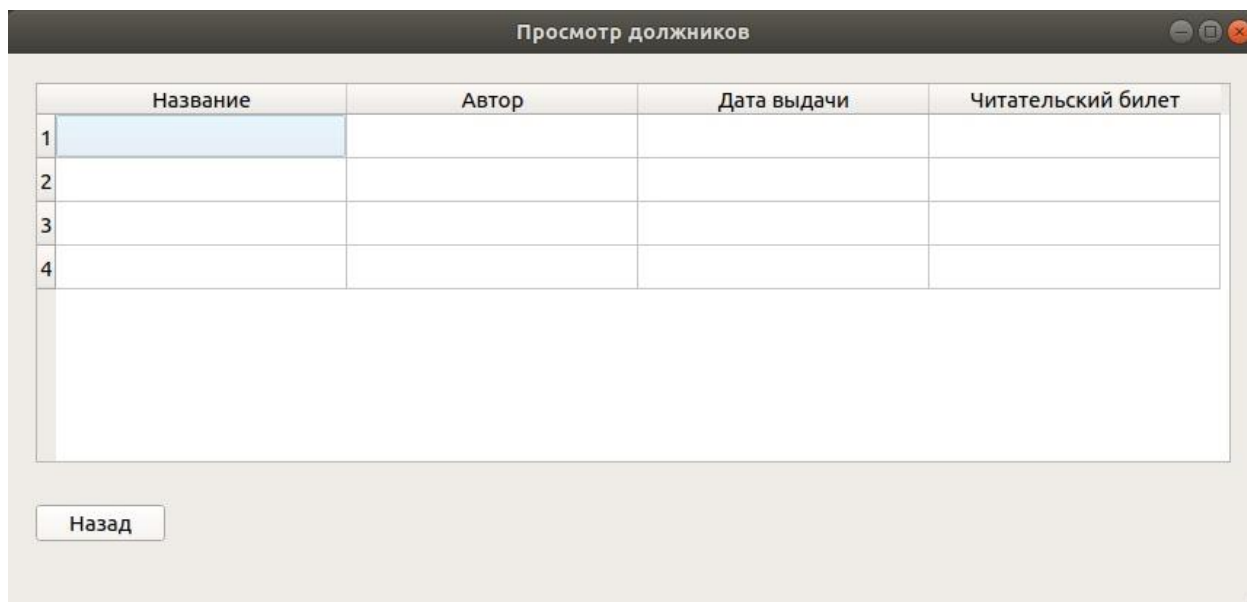 Просмотр должников
Название Автор Дата выдачи Читательский билет
1
2
3
4
Назад